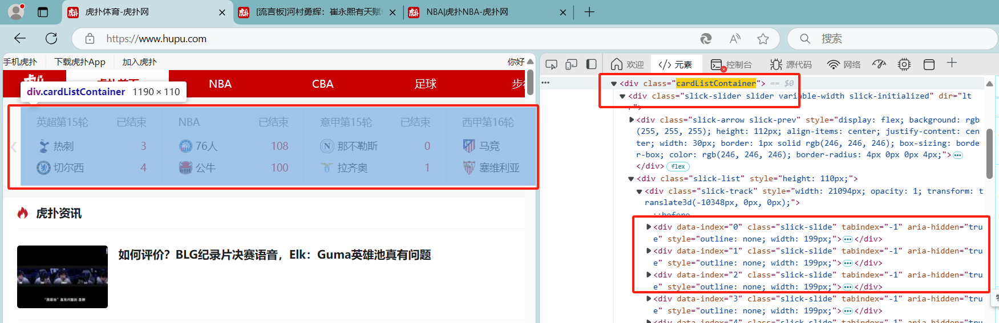 虎扑体育-虎扑网
[流言板]河村勇辉：崔永熙有天赋
NBA|虎扑NBA-虎扑网
https://www.hupu.com
搜索
手机虎扑
下载虎扑App
加入虎扑
你好
欢迎
</> 元素
控制台
源代码
网络
NBA
CBA
足球
div.cardListContainer 1190 × 110
英超第15轮 已结束
热刺 3
切尔西 4
NBA 已结束
76人 108
公牛 100
意甲第15轮 已结束
那不勒斯 0
拉齐奥 1
西甲第16轮
马竞
塞维利亚
虎扑资讯
如何评价？BLG纪录片决赛语音，Elk：Guma英雄池真有问题
<div class="cardListContainer"> == $0
<div class="slick-slider slider variable-width slick-initialized" dir="lt
r">
<div class="slick-arrow slick-prev" style="display: flex; background: rgb
(255, 255, 255); height: 112px; align-items: center; justify-content: cen
ter; width: 30px; border: 1px solid rgb(246, 246, 246); box-sizing: borde
r-box; color: rgb(246, 246, 246); border-radius: 4px 0px 0px 4px;">
</div> flex
<div class="slick-list" style="height: 110px;">
<div class="slick-track" style="width: 21094px; opacity: 1; transform: t
ranslate3d(-10348px, 0px, 0px);">
::before
<div data-index="0" class="slick-slide" tabindex="-1" aria-hidden="tru
e" style="outline: none; width: 199px;"> </div>
<div data-index="1" class="slick-slide" tabindex="-1" aria-hidden="tru
e" style="outline: none; width: 199px;"> </div>
<div data-index="2" class="slick-slide" tabindex="-1" aria-hidden="tru
e" style="outline: none; width: 199px;"> </div>
<div data-index="3" class="slick-slide" tabindex="-1" aria-hidden="tru
e" style="outline: none; width: 199px;"> </div>
<div data-index="4" class="slick-slide" tabindex="-1" aria-hidden="tru